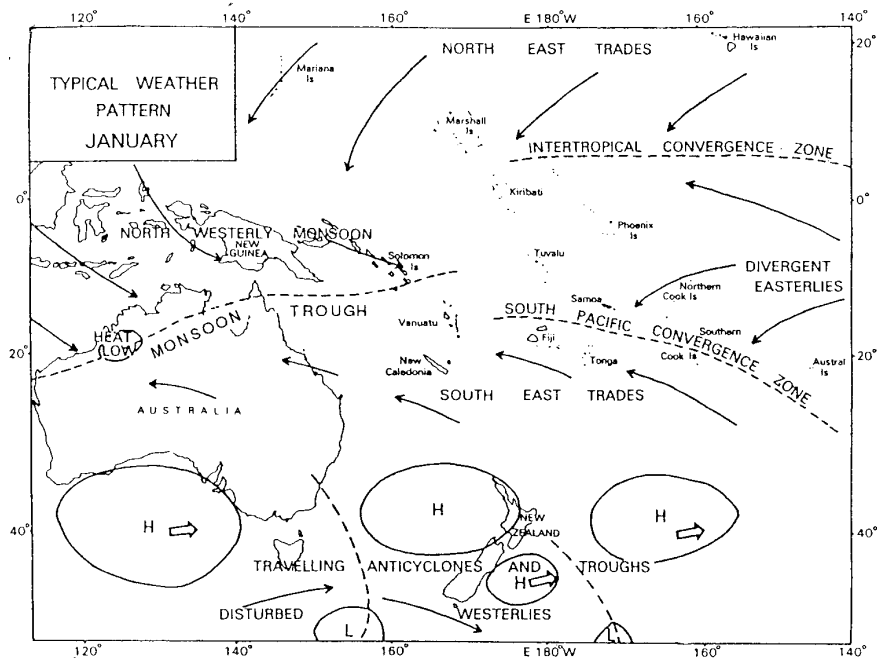 120°
140°
160°
E 180° W
160°
140°
TYPICAL WEATHER
PATTERN
JANUARY
20°
Mariana
Is
NORTH EAST TRADES
Hawaiian
Is
20°
Marshall
Is
INTERTROPICAL CONVERGENCE ZONE
0°
Kiribati
0°
Phoenix
Is
NORTH WESTERLY MONSOON
NEW
GUINEA
Solomon
Is
Tuvalu
DIVERGENT
EASTERLIES
Northern
Cook Is
Samoa
MONSOON TROUGH
Vanuatu
SOUTH PACIFIC CONVERGENCE ZONE
HEAT
LOW
Fiji
Southern
Cook Is
20°
New
Caledonia
Tonga
Austral
Is
20°
AUSTRALIA
SOUTH EAST TRADES
H
H
H
NEW
ZEALAND
40°
40°
TRAVELLING ANTICYCLONES AND TROUGHS
H
DISTURBED WESTERLIES
L
L
120°
140°
160°
E 180° W
160°
140°